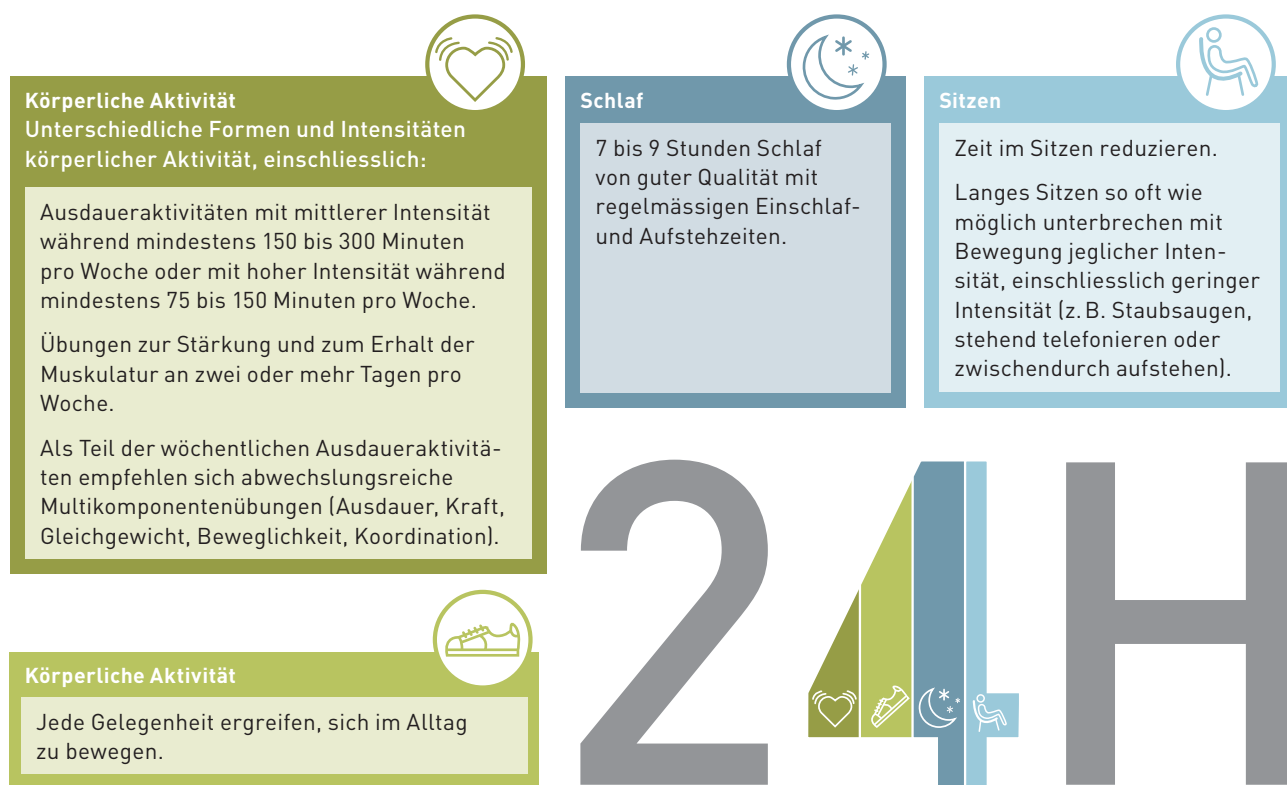 Körperliche Aktivität
Unterschiedliche Formen und Intensitäten
körperlicher Aktivität, einschliesslich:
Ausdaueraktivitäten mit mittlerer Intensität
während mindestens 150 bis 300 Minuten
pro Woche oder mit hoher Intensität während
mindestens 75 bis 150 Minuten pro Woche.
Übungen zur Stärkung und zum Erhalt der
Muskulatur an zwei oder mehr Tagen pro
Woche.
Als Teil der wöchentlichen Ausdaueraktivitä-
ten empfehlen sich abwechslungsreiche
Multikomponentenübungen (Ausdauer, Kraft,
Gleichgewicht, Beweglichkeit, Koordination).
Körperliche Aktivität
Jede Gelegenheit ergreifen, sich im Alltag
zu bewegen.
Schlaf
7 bis 9 Stunden Schlaf
von guter Qualität mit
regelmässigen Einschlaf-
und Aufstehzeiten.
Sitzen
Zeit im Sitzen reduzieren.
Langes Sitzen so oft wie
möglich unterbrechen mit
Bewegung jeglicher Inten-
sität, einschliesslich geringer
Intensität (z. B. Staubsaugen,
stehend telefonieren oder
zwischendurch aufstehen).
24H